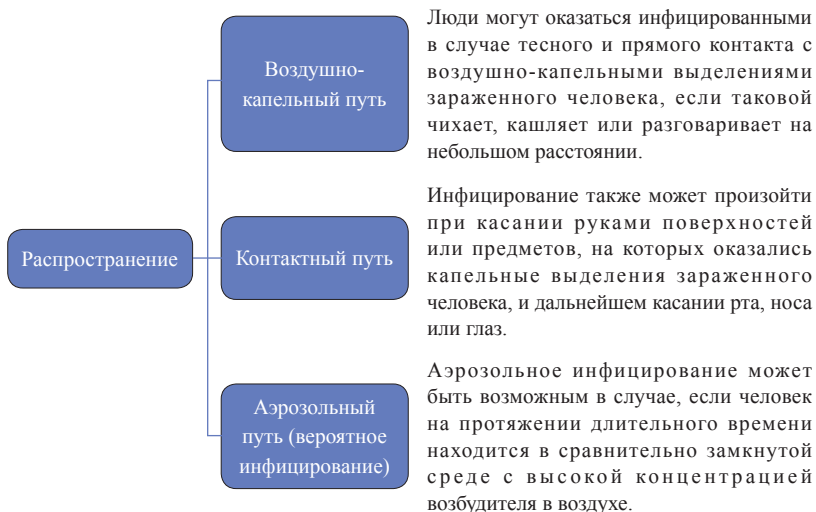 Распространение
Воздушно-
капельный путь
Люди могут оказаться инфицированными
в случае тесного и прямого контакта с
воздушно-капельными выделениями
зараженного человека, если таковой
чихает, кашляет или разговаривает на
небольшом расстоянии.
Контактный путь
Инфицирование также может произойти
при касании руками поверхностей
или предметов, на которых оказались
капельные выделения зараженного
человека, и дальнейшем касании рта, носа
или глаз.
Аэрозольный
путь (вероятное
инфицирование)
Аэрозольное инфицирование может
быть возможным в случае, если человек
на протяжении длительного времени
находится в сравнительно замкнутой
среде с высокой концентрацией
возбудителя в воздухе.